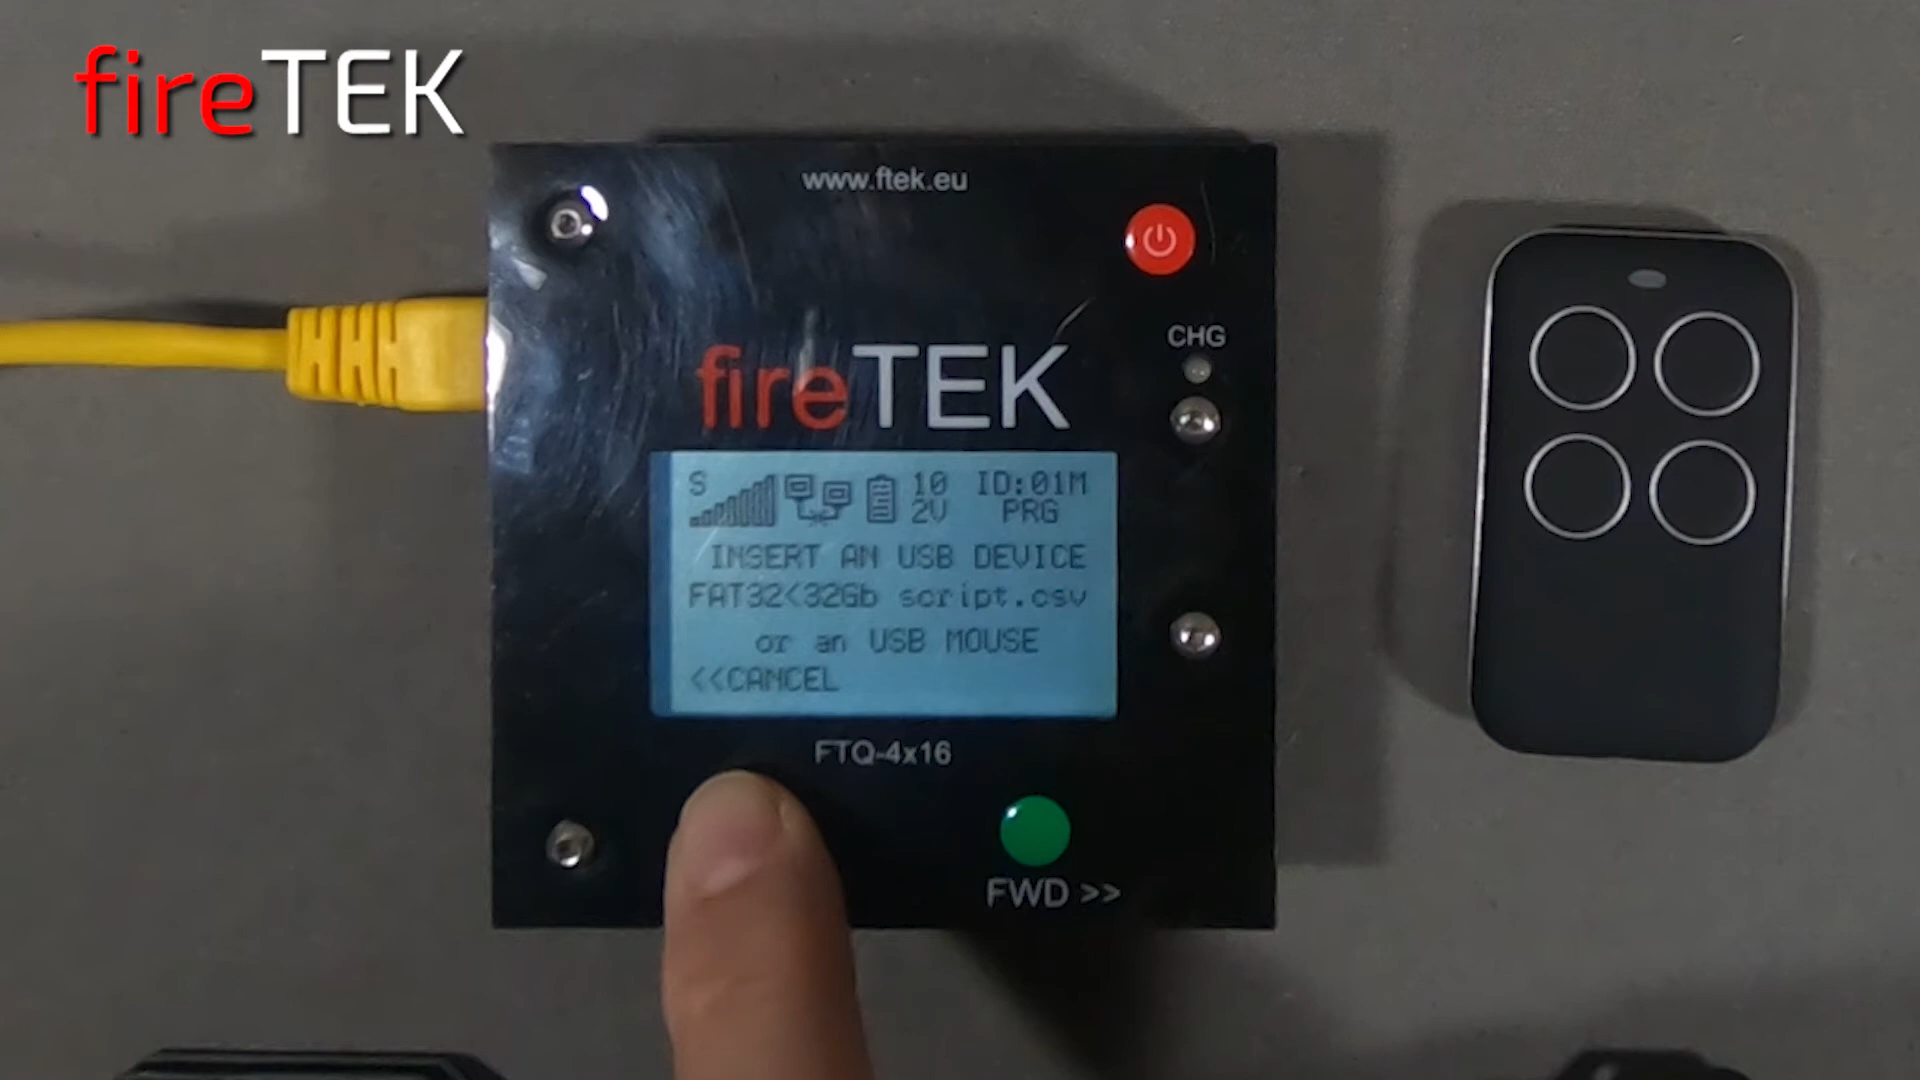 fireTEK
www.ftek.eu
CHG
fireTEK
S 10 ID:01M
2V PRG
INSERT AN USB DEVICE
FAT32<32Gb script.csv
or an USB MOUSE
<<CANCEL
FTQ-4x16
FWD >>